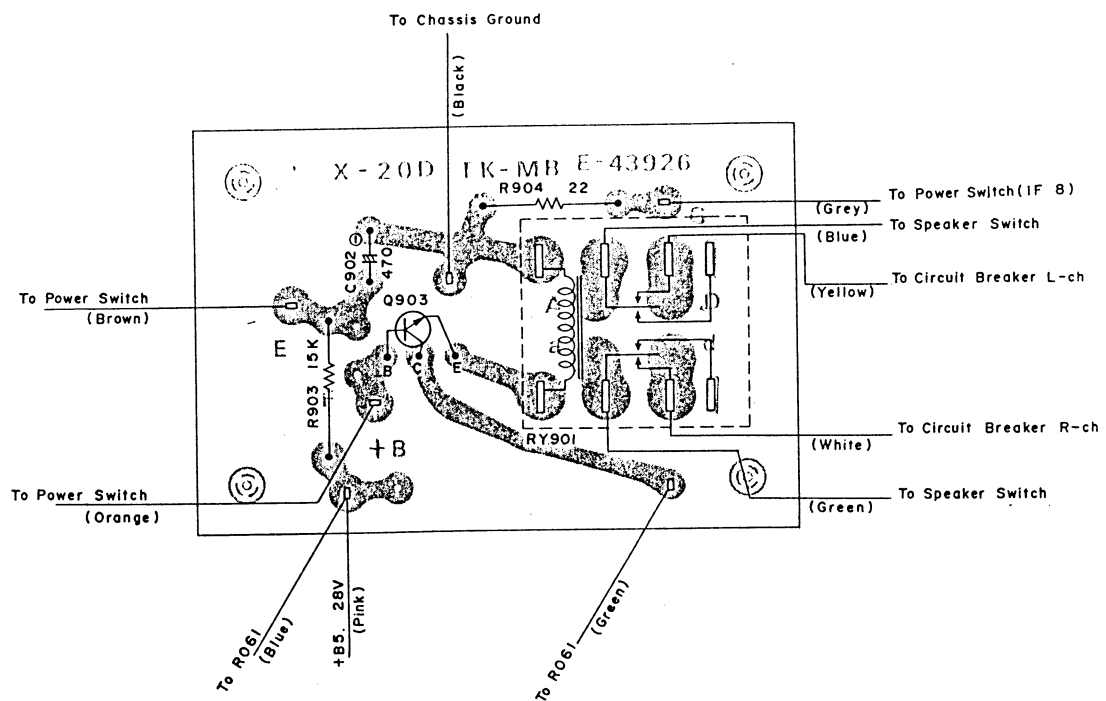 To Chassis Ground
(Black)
X-20D TK-MB E-43926
R904 22
To Power Switch(IF 8)
(Grey)
To Speaker Switch
(Blue)
C902
470
To Circuit Breaker L-ch
(Yellow)
To Power Switch
(Brown)
Q903
A
D
E
R903 15K
B
C
E
a
+B
RY901
To Circuit Breaker R-ch
(White)
To Power Switch
(Orange)
To Speaker Switch
(Green)
To R061
(Blue)
+B5. 28V
(Pink)
To R061
(Green)